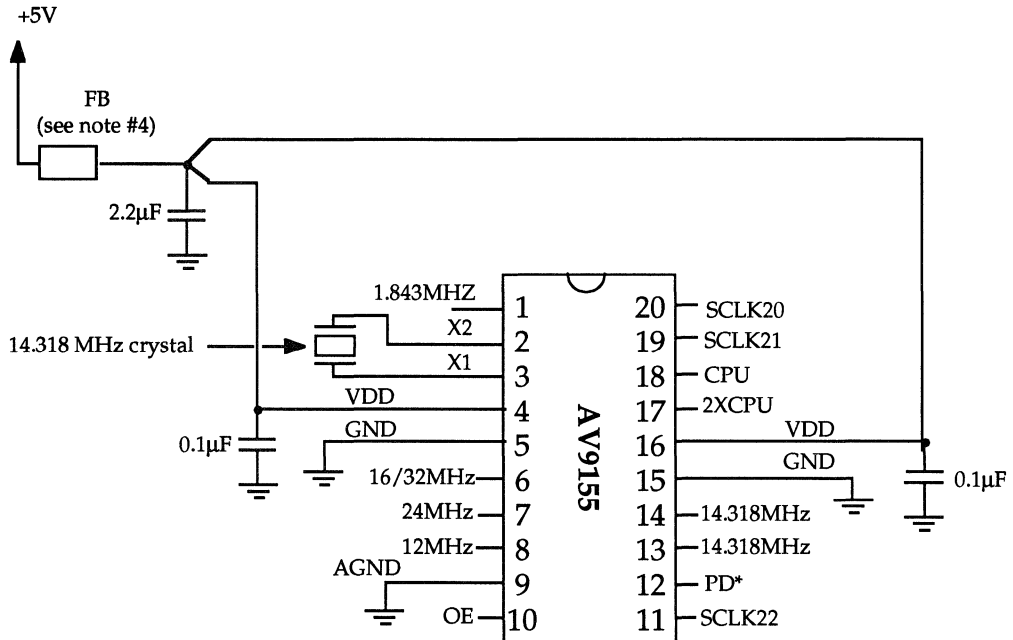 +5V
FB
(see note #4)
2.2µF
14.318 MHz crystal
0.1µF
1.843MHZ
X2
X1
VDD
GND
16/32MHz
24MHz
12MHz
AGND
OE
1
2
3
4
5
6
7
8
9
10
AV9155
20
19
18
17
16
15
14
13
12
11
SCLK20
SCLK21
CPU
2XCPU
VDD
GND
14.318MHz
14.318MHz
PD*
SCLK22
0.1µF